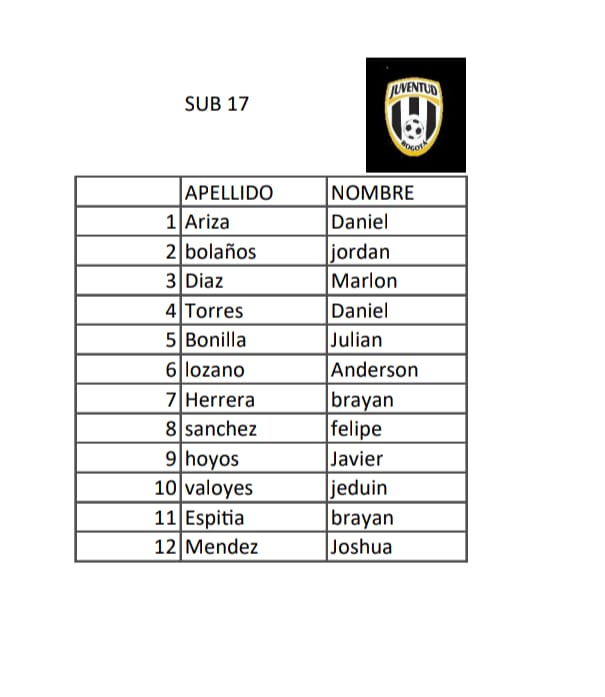 SUB 17
JUVENTUD
BOGOTA
APELLIDO NOMBRE
1 Ariza Daniel
2 bolaños jordan
3 Diaz Marlon
4 Torres Daniel
5 Bonilla Julian
6 lozano Anderson
7 Herrera brayan
8 sanchez felipe
9 hoyos Javier
10 valoyes jeduin
11 Espitia brayan
12 Mendez Joshua